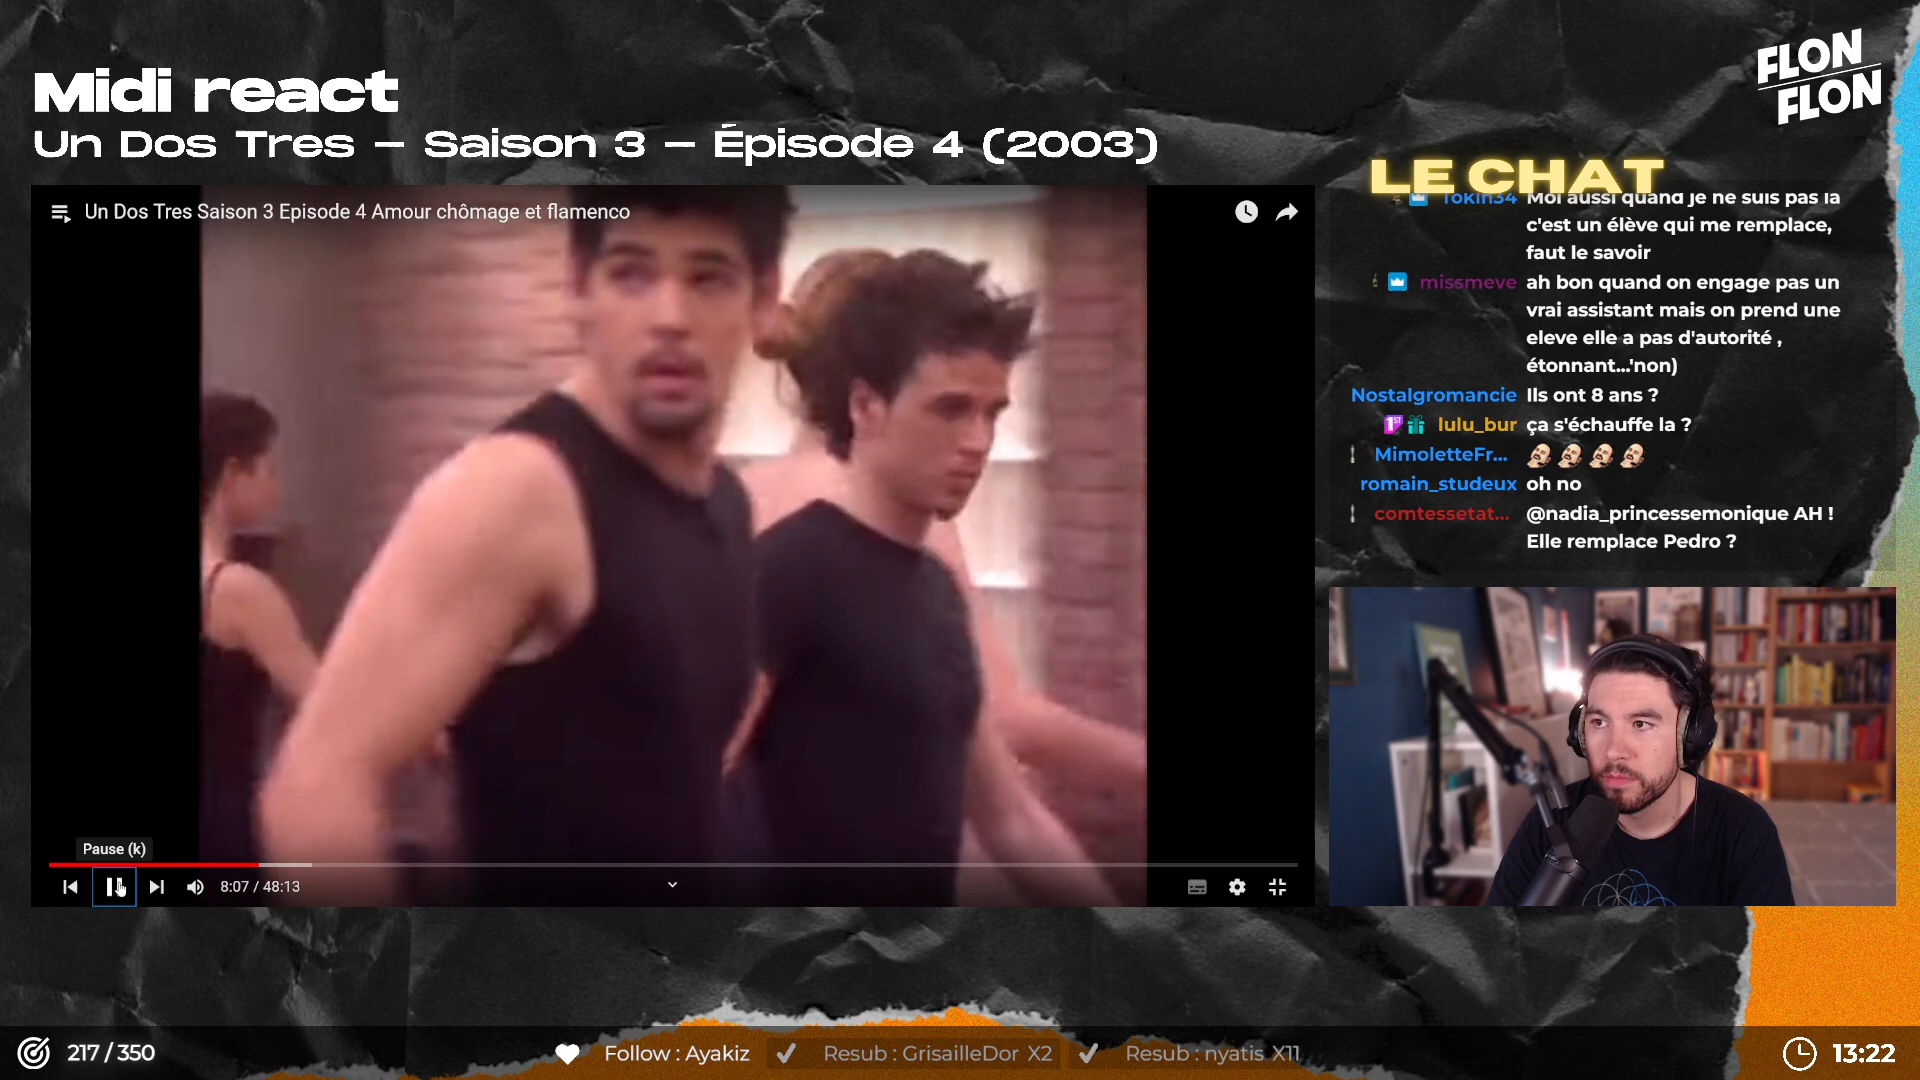 Midi react
Un Dos Tres – Saison 3 – Épisode 4 (2003)
FLON
FLON
LE CHAT
Un Dos Tres Saison 3 Episode 4 Amour chômage et flamenco
Tokin34 Moi aussi quand je ne suis pas là
c'est un élève qui me remplace,
faut le savoir
missmeve ah bon quand on engage pas un
vrai assistant mais on prend une
eleve elle a pas d'autorité ,
étonnant...'non)
Nostalgromancie Ils ont 8 ans ?
1ST lulu_bur ça s'échauffe la ?
MimoletteFr...
romain_studeux oh no
comtessetat... @nadia_princessemonique AH !
Elle remplace Pedro ?
Pause (k)
8:07 / 48:13
217 / 350
Follow : Ayakiz
Resub : GrisailleDor X2
Resub : nyatis X11
13:22